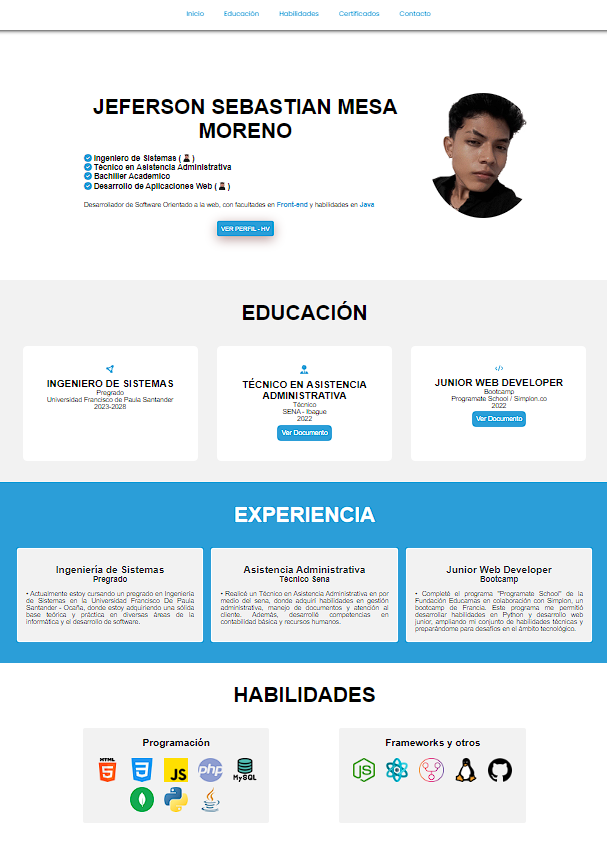 Inicio Educación Habilidades Certificados Contacto
JEFERSON SEBASTIAN MESA
MORENO
Ingeniero de Sistemas ( )
Técnico en Asistencia Administrativa
Bachiller Academico
Desarrollo de Aplicaciones Web ( )
Desarrollador de Software Orientado a la web, con facultades en Front-end y habilidades en Java
VER PERFIL - HV
EDUCACIÓN
INGENIERO DE SISTEMAS
Pregrado
Universidad Francisco de Paula Santander
2023-2028
TÉCNICO EN ASISTENCIA
ADMINISTRATIVA
Técnico
SENA - Ibague
2022
Ver Documento
JUNIOR WEB DEVELOPER
Bootcamp
Programate School / Simplon.co
2022
Ver Documento
EXPERIENCIA
Ingeniería de Sistemas
Pregrado
• Actualmente estoy cursando un pregrado en Ingeniería
de Sistemas en la Universidad Francisco De Paula
Santander - Ocaña, donde estoy adquiriendo una sólida
base teórica y práctica en diversas áreas de la
informática y el desarrollo de software.
Asistencia Administrativa
Técnico Sena
• Realicé un Técnico en Asistencia Administrativa en por
medio del sena, donde adquirí habilidades en gestión
administrativa, manejo de documentos y atención al
cliente. Además, desarrollé competencias en
contabilidad básica y recursos humanos.
Junior Web Developer
Bootcamp
• Completé el programa "Programate School" de la
Fundación Educamas en colaboración con Simplon, un
bootcamp de Francia. Este programa me permitió
desarrollar habilidades en Python y desarrollo web
junior, ampliando mi conjunto de habilidades técnicas y
preparándome para desafíos en el ámbito tecnológico.
HABILIDADES
Programación
HTML
5
3
JS
php
MySQL
Java
Frameworks y otros
JS